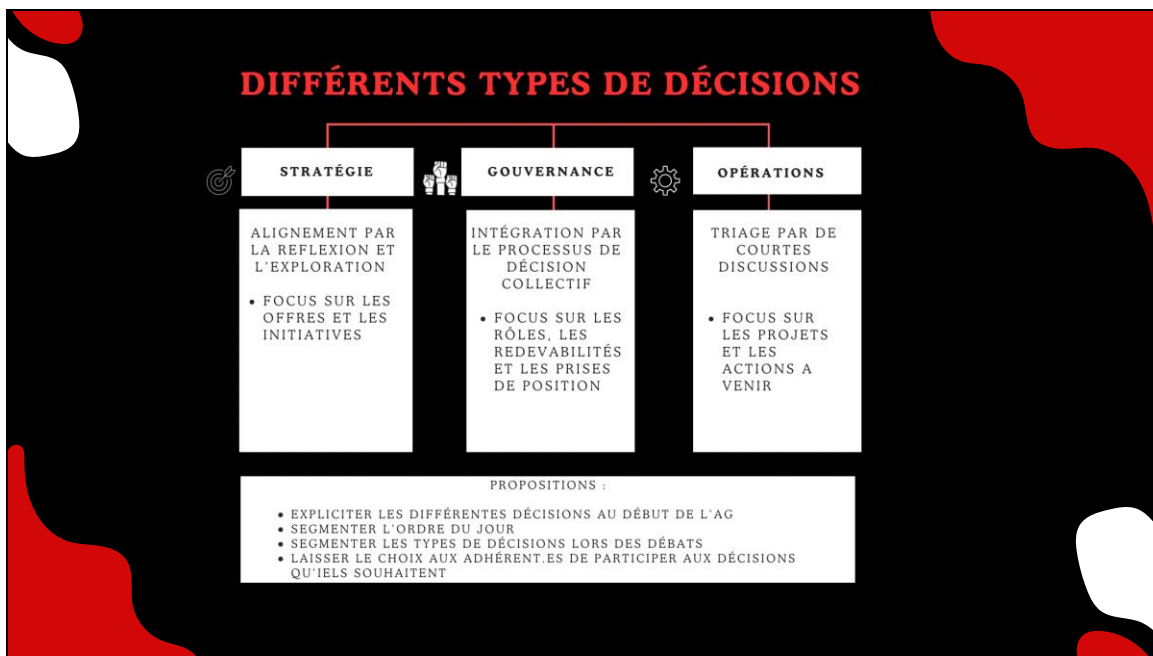 DIFFÉRENTS TYPES DE DÉCISIONS
STRATÉGIE
ALIGNEMENT PAR
LA REFLEXION ET
L'EXPLORATION
• FOCUS SUR LES
OFFRES ET LES
INITIATIVES
GOUVERNANCE
INTÉGRATION PAR
LE PROCESSUS DE
DÉCISION
COLLECTIF
• FOCUS SUR LES
RÔLES, LES
REDEVABILITÉS
ET LES PRISES
DE POSITION
OPÉRATIONS
TRIAGE PAR DE
COURTES
DISCUSSIONS
• FOCUS SUR
LES PROJETS
ET LES
ACTIONS A
VENIR
PROPOSITIONS :
• EXPLICITER LES DIFFÉRENTES DÉCISIONS AU DÉBUT DE L'AG
• SEGMENTER L'ORDRE DU JOUR
• SEGMENTER LES TYPES DE DÉCISIONS LORS DES DÉBATS
• LAISSER LE CHOIX AUX ADHÉRENT.ES DE PARTICIPER AUX DÉCISIONS
QU'IELS SOUHAITENT